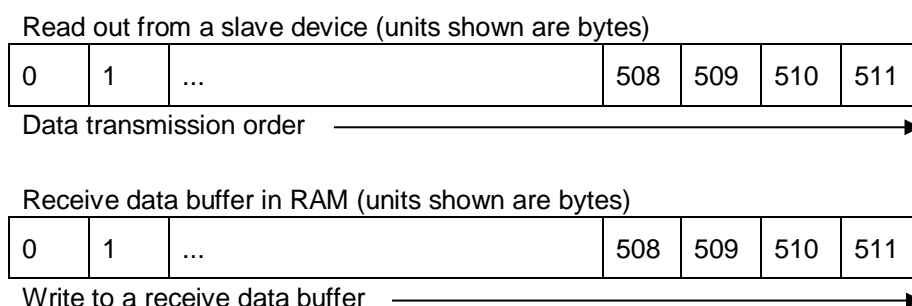 Read out from a slave device (units shown are bytes)
0 1 ... 508 509 510 511
Data transmission order
Receive data buffer in RAM (units shown are bytes)
0 1 ... 508 509 510 511
Write to a receive data buffer